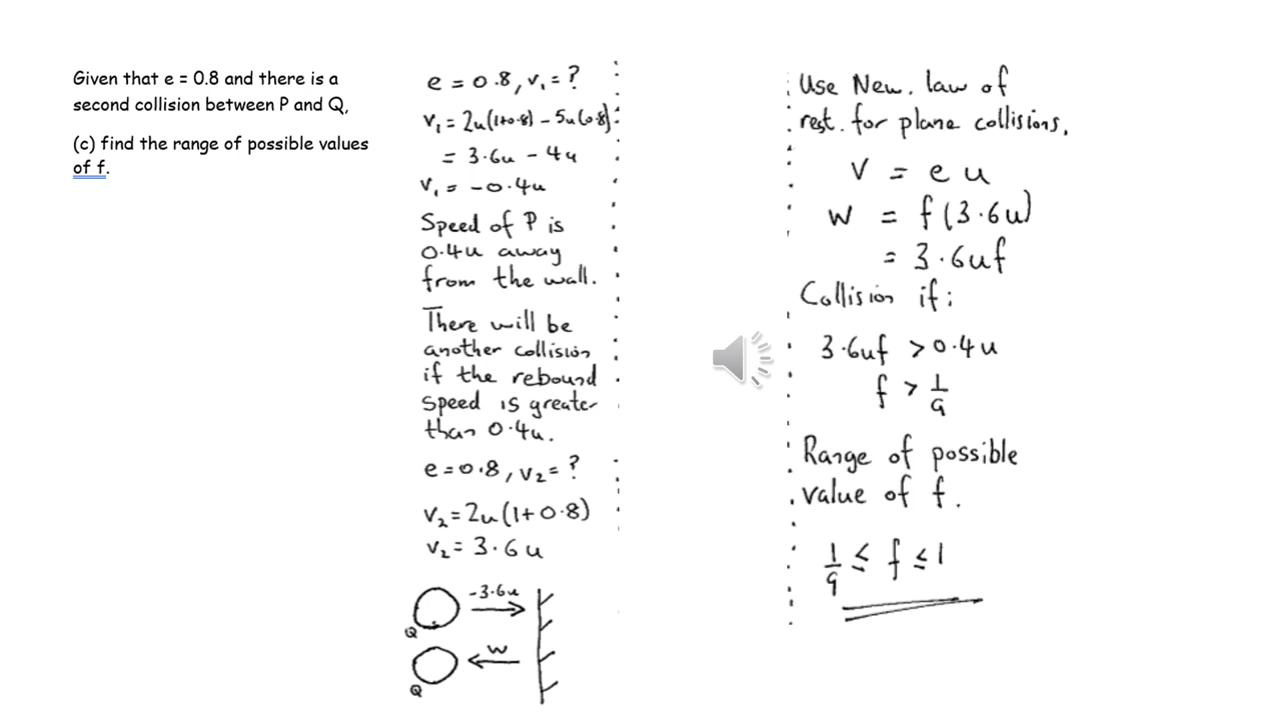 Given that e = 0.8 and there is a
second collision between P and Q,
(c) find the range of possible values
of f.
e = 0.8, v₁ = ?
v₁ = 2u(1+0.8) - 5u(0.8)
= 3.6u - 4u
v₁ = -0.4u
Speed of P is
0.4u away
from the wall.
There will be
another collision
if the rebound
speed is greater
than 0.4u.
e = 0.8, v₂ = ?
v₂ = 2u(1+0.8)
v₂ = 3.6u
-3.6u
Q
w
Q
Use New. law of
rest. for plane collisions.
V = e u
W = f(3.6u)
= 3.6uf
Collision if:
3.6uf > 0.4u
f > 1/9
Range of possible
value of f.
1/9 ≤ f ≤ 1